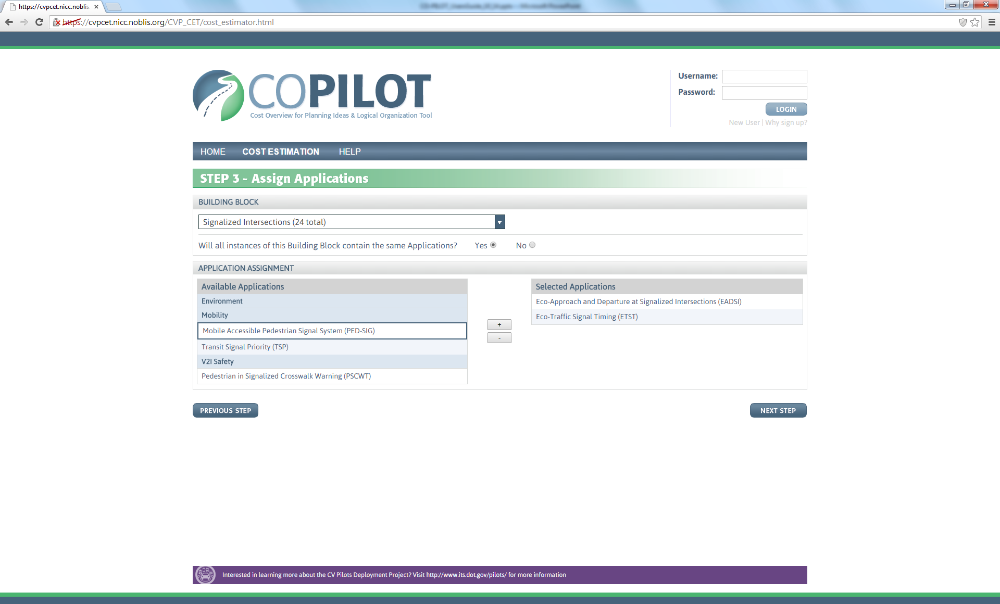 https://cvpcet.nicc.noblis.
https://cvpcet.nicc.noblis.org/CVP_CET/cost_estimator.html
COPILOT
Cost Overview for Planning Ideas & Logical Organization Tool
Username:
Password:
LOGIN
New User | Why sign up?
HOME COST ESTIMATION HELP
STEP 3 - Assign Applications
BUILDING BLOCK
Signalized Intersections (24 total)
Will all instances of this Building Block contain the same Applications? Yes No
APPLICATION ASSIGNMENT
Available Applications
Environment
Mobility
Mobile Accessible Pedestrian Signal System (PED-SIG)
Transit Signal Priority (TSP)
V2I Safety
Pedestrian in Signalized Crosswalk Warning (PSCWT)
+
-
Selected Applications
Eco-Approach and Departure at Signalized Intersections (EADSI)
Eco-Traffic Signal Timing (ETST)
PREVIOUS STEP
NEXT STEP
Interested in learning more about the CV Pilots Deployment Project? Visit http://www.its.dot.gov/pilots/ for more information